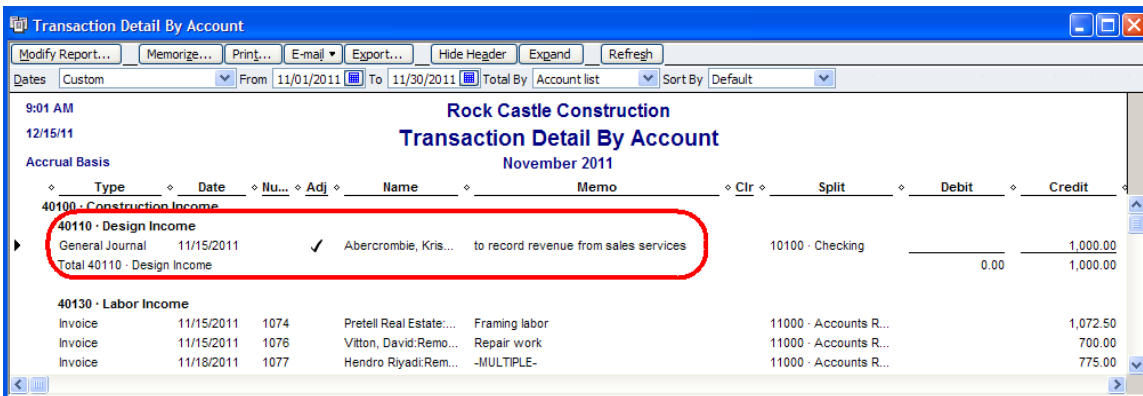 Transaction Detail By Account
Modify Report... Memorize... Print... E-mail Export... Hide Header Expand Refresh
Dates Custom From 11/01/2011 To 11/30/2011 Total By Account list Sort By Default
9:01 AM Rock Castle Construction
12/15/11 Transaction Detail By Account
Accrual Basis November 2011
Type Date Nu... Adj Name Memo Clr Split Debit Credit
40100 · Construction Income
40110 · Design Income
General Journal 11/15/2011 ✓ Abercrombie, Kris... to record revenue from sales services 10100 · Checking 1,000.00
Total 40110 · Design Income 0.00 1,000.00
40130 · Labor Income
Invoice 11/15/2011 1074 Pretell Real Estate:... Framing labor 11000 · Accounts R... 1,072.50
Invoice 11/15/2011 1076 Vitton, David:Remo... Repair work 11000 · Accounts R... 700.00
Invoice 11/18/2011 1077 Hendro Riyadi:Rem... -MULTIPLE- 11000 · Accounts R... 775.00